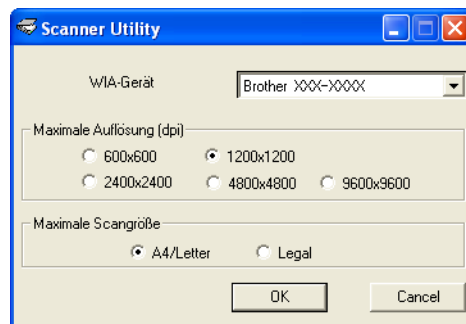 Scanner Utility
WIA-Gerät
Brother XXX-XXXX
Maximale Auflösung (dpi)
600x600 1200x1200
2400x2400 4800x4800 9600x9600
Maximale Scangröße
A4/Letter Legal
OK Cancel